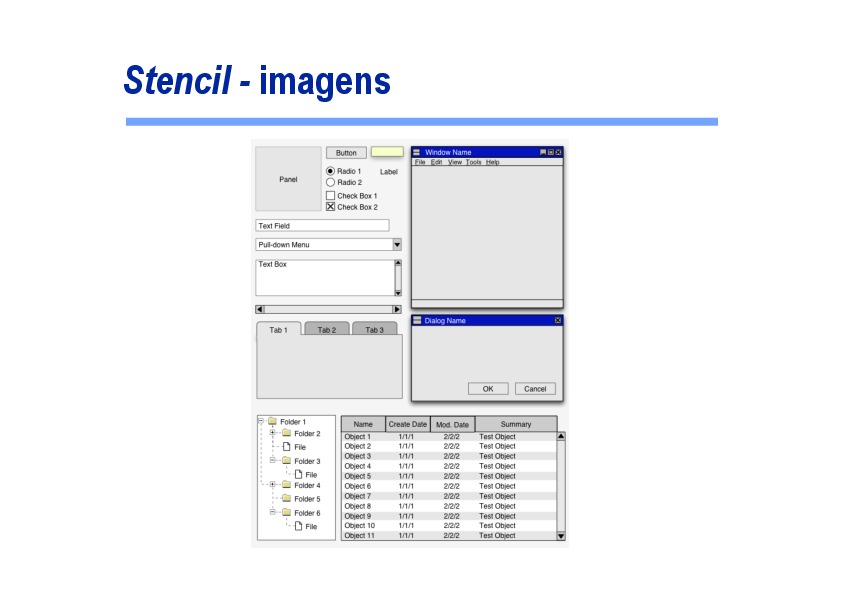 Stencil - imagens
Panel
Button
Radio 1
Radio 2
Label
Check Box 1
Check Box 2
Text Field
Pull-down Menu
Text Box
Tab 1 Tab 2 Tab 3
Window Name
File Edit View Tools Help
Dialog Name
OK Cancel
Folder 1
Folder 2
File
Folder 3
File
Folder 4
Folder 5
Folder 6
File
Name Create Date Mod. Date Summary
Object 1 1/1/1 2/2/2 Test Object
Object 2 1/1/1 2/2/2 Test Object
Object 3 1/1/1 2/2/2 Test Object
Object 4 1/1/1 2/2/2 Test Object
Object 5 1/1/1 2/2/2 Test Object
Object 6 1/1/1 2/2/2 Test Object
Object 7 1/1/1 2/2/2 Test Object
Object 8 1/1/1 2/2/2 Test Object
Object 9 1/1/1 2/2/2 Test Object
Object 10 1/1/1 2/2/2 Test Object
Object 11 1/1/1 2/2/2 Test Object